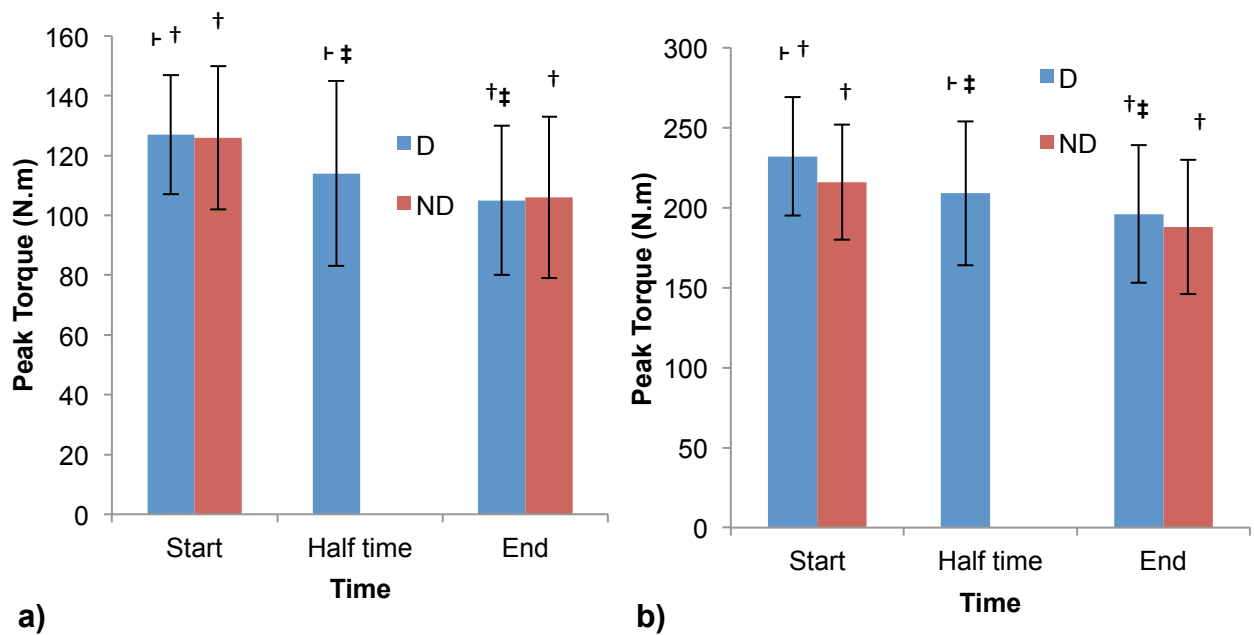 ⊦ † † ⊦ ‡ †‡ †
160
140
120
100
80
60
40
20
0
Peak Torque (N.m)
D
ND
Start Half time End
Time
a)
⊦ † † ⊦ ‡ †‡ †
300
250
200
150
100
50
0
Peak Torque (N.m)
D
ND
Start Half time End
Time
b)